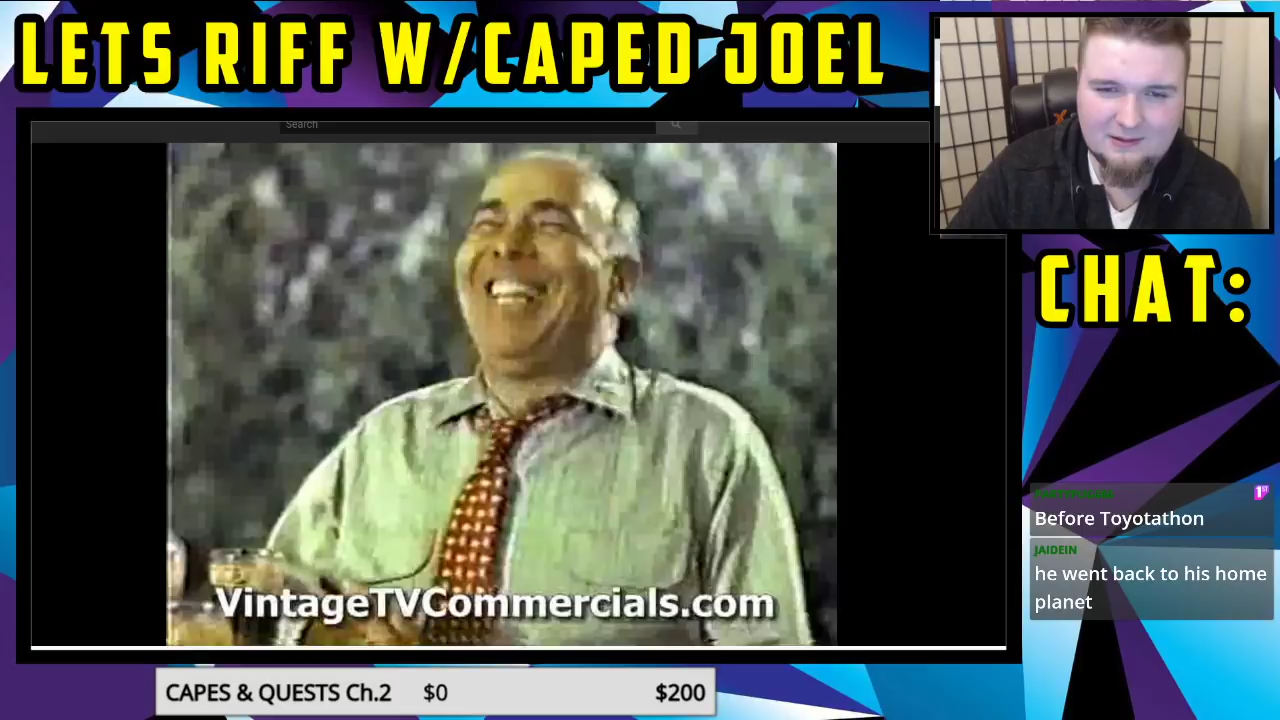 LETS RIFF W/CAPED JOEL
Search
CHAT:
1ST
Before Toyotathon
JAIDEIN
he went back to his home
planet
VintageTVCommercials.com
CAPES & QUESTS Ch.2 $0 $200